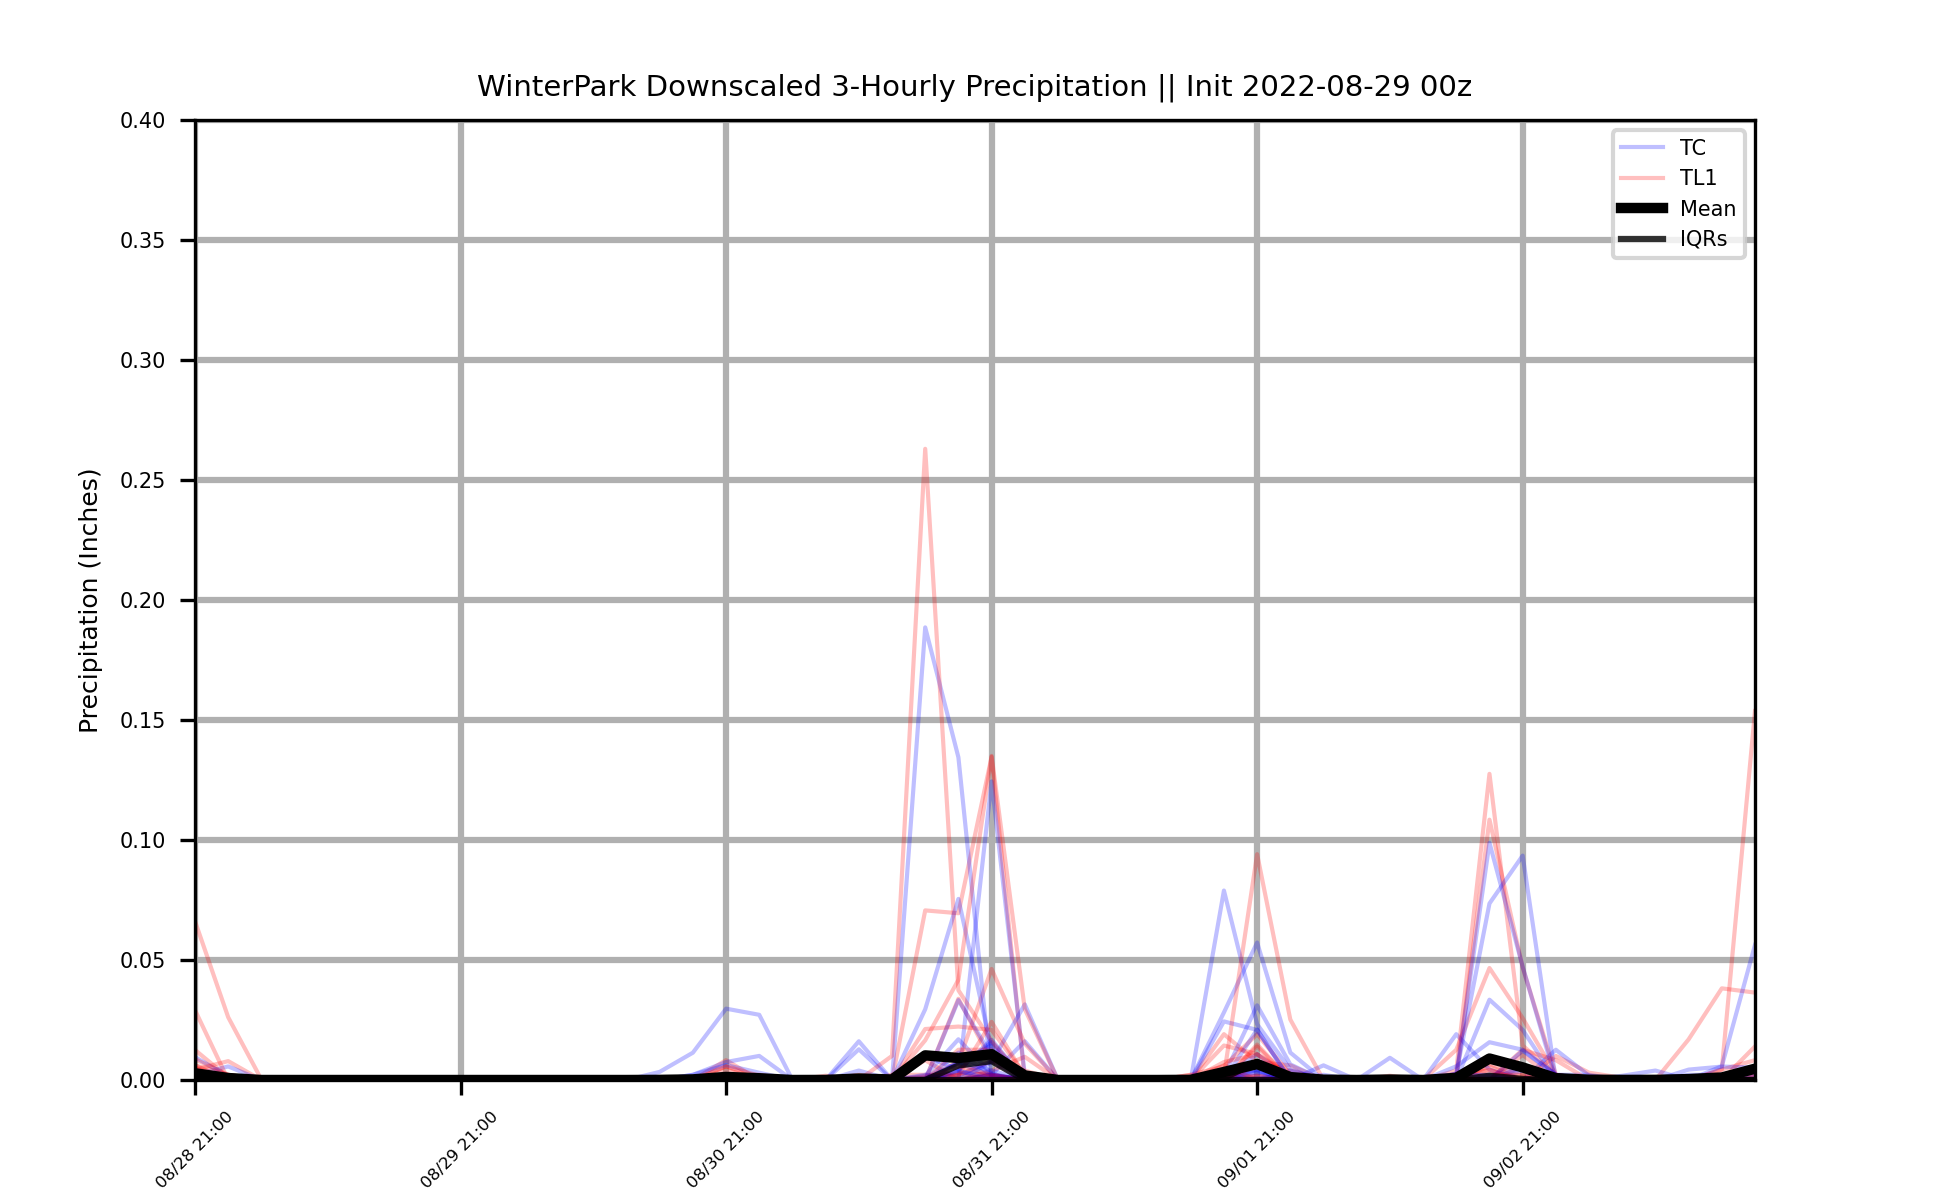 WinterPark Downscaled 3-Hourly Precipitation || Init 2022-08-29 00z
0.40
0.35
0.30
0.25
0.20
0.15
0.10
0.05
0.00
Precipitation (Inches)
TC
TL1
Mean
IQRs
08/28 21:00
08/29 21:00
08/30 21:00
08/31 21:00
09/01 21:00
09/02 21:00